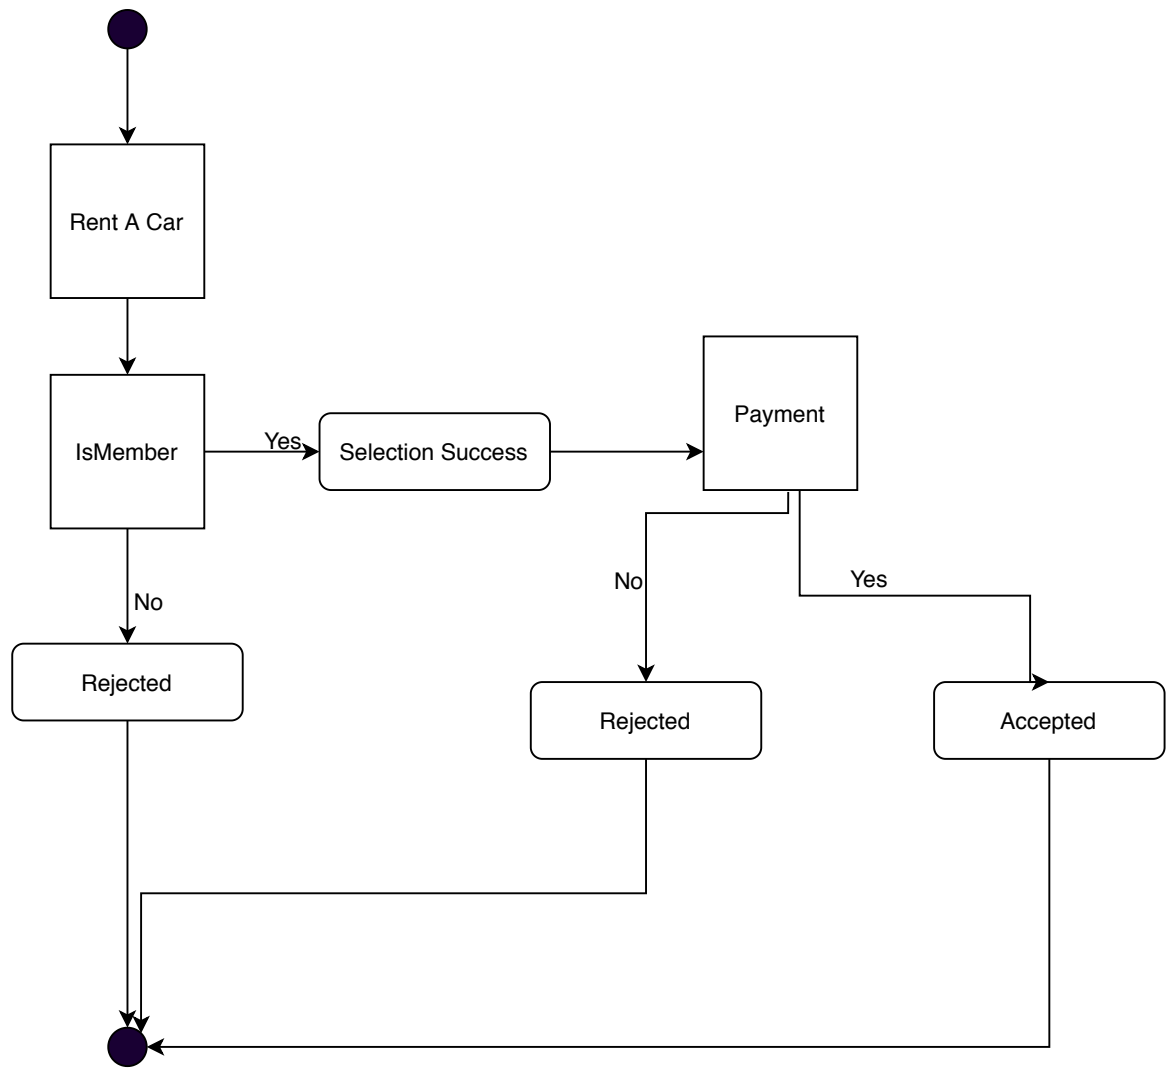 Rent A Car
Payment
IsMember
Yes
Selection Success
No
Yes
No
Rejected
Rejected
Accepted